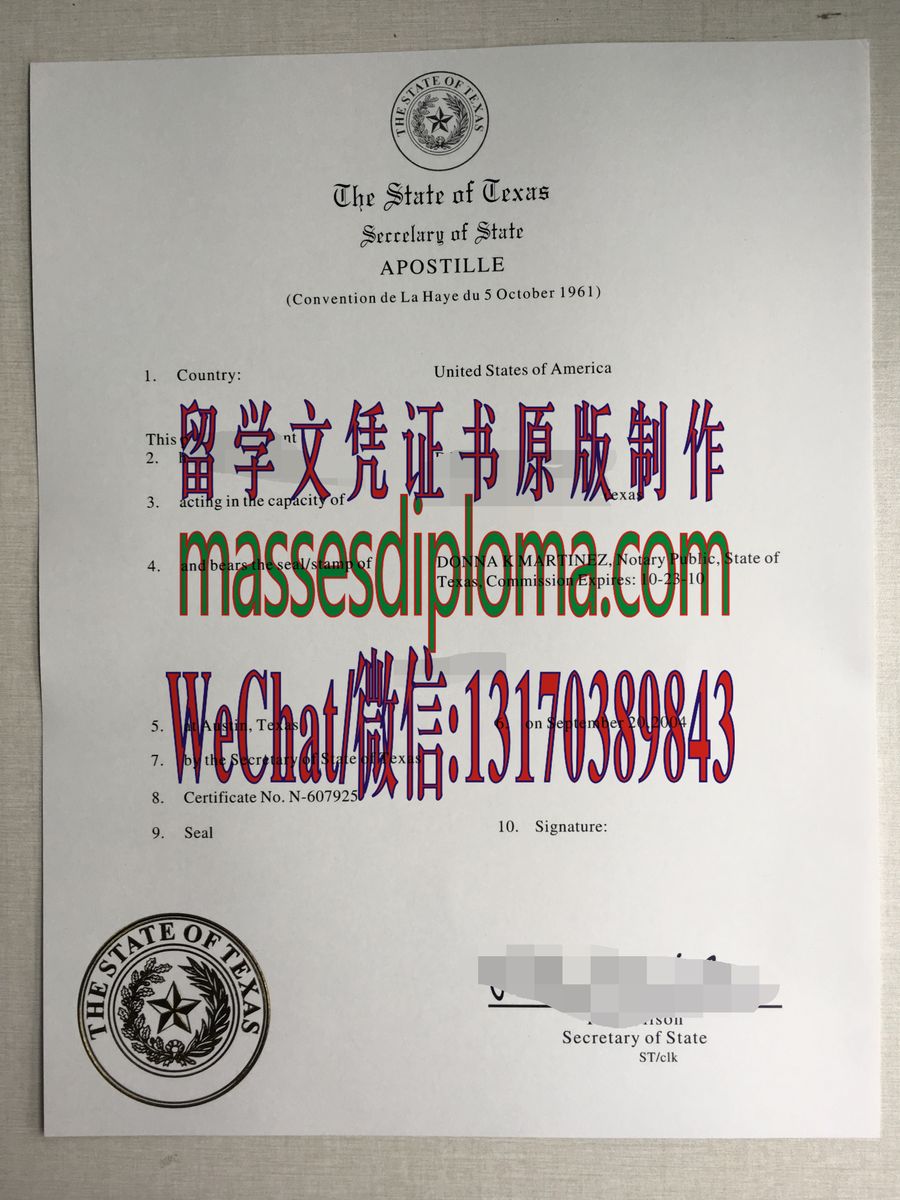 THE STATE OF TEXAS
The State of Texas
Secretary of State
APOSTILLE
(Convention de La Haye du 5 October 1961)
1. Country: United States of America
留学文凭证书原版制作
This nt
2.
3. acting in the capacity of Texas
massesdiploma.com
4. and bears the seal/stamp of DONNA K MARTINEZ, Notary Public, State of
Texas, Commission Expires: 10-23-10
WeChat/微信:13170389843
5. at Austin, Texas 6. on September 20,2004
7. by the Secretary of State of Texas
8. Certificate No. N-607925
9. Seal 10. Signature:
THE STATE OF TEXAS
Secretary of State
ST/clk